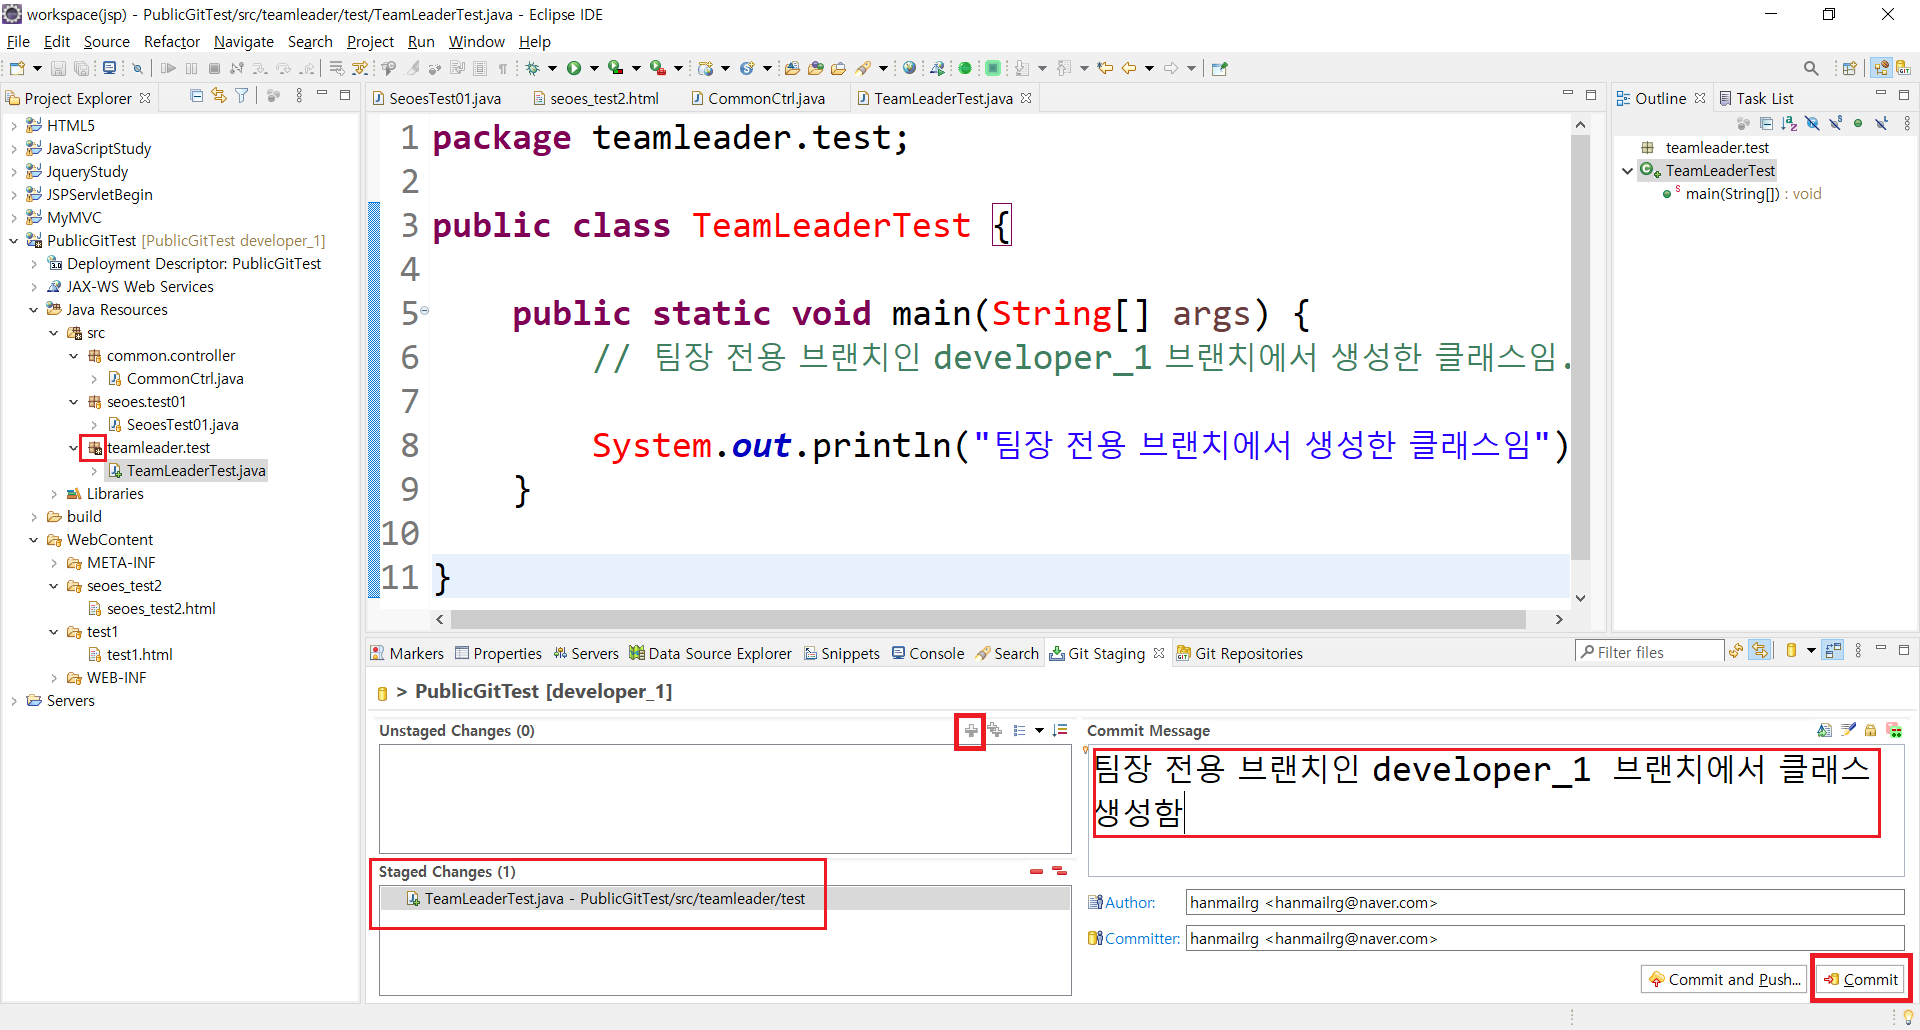 workspace(jsp) - PublicGitTest/src/teamleader/test/TeamLeaderTest.java - Eclipse IDE
File Edit Source Refactor Navigate Search Project Run Window Help
Project Explorer
HTML5
JavaScriptStudy
JqueryStudy
JSPServletBegin
MyMVC
PublicGitTest [PublicGitTest developer_1]
Deployment Descriptor: PublicGitTest
JAX-WS Web Services
Java Resources
src
common.controller
CommonCtrl.java
seoes.test01
SeoesTest01.java
teamleader.test
TeamLeaderTest.java
Libraries
build
WebContent
META-INF
seoes_test2
seoes_test2.html
test1
test1.html
WEB-INF
Servers
SeoesTest01.java seoes_test2.html CommonCtrl.java TeamLeaderTest.java
1 package teamleader.test;
2
3 public class TeamLeaderTest {
4
5 public static void main(String[] args) {
6 // 팀장 전용 브랜치인 developer_1 브랜치에서 생성한 클래스임.
7
8 System.out.println("팀장 전용 브랜치에서 생성한 클래스임")
9 }
10
11 }
Outline Task List
teamleader.test
TeamLeaderTest
main(String[]) : void
Markers Properties Servers Data Source Explorer Snippets Console Search Git Staging Git Repositories
Filter files
> PublicGitTest [developer_1]
Unstaged Changes (0)
Staged Changes (1)
TeamLeaderTest.java - PublicGitTest/src/teamleader/test
Commit Message
팀장 전용 브랜치인 developer_1 브랜치에서 클래스
생성함
Author: hanmailrg <hanmailrg@naver.com>
Committer: hanmailrg <hanmailrg@naver.com>
Commit and Push... Commit